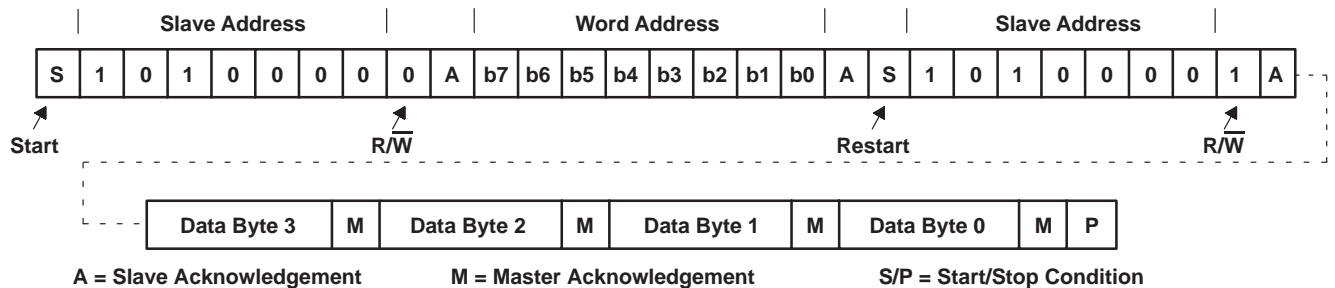 Slave Address Word Address Slave Address
S 1 0 1 0 0 0 0 0 A b7 b6 b5 b4 b3 b2 b1 b0 A S 1 0 1 0 0 0 0 1 A
Start R/W̅ Restart R/W̅
Data Byte 3 M Data Byte 2 M Data Byte 1 M Data Byte 0 M P
A = Slave Acknowledgement M = Master Acknowledgement S/P = Start/Stop Condition